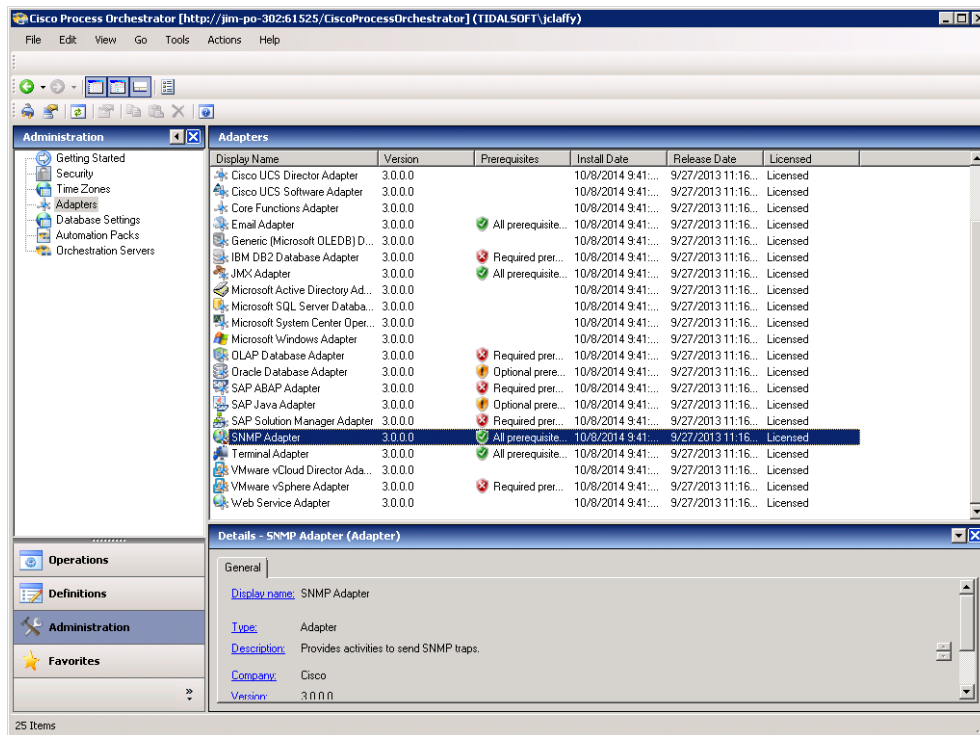 Cisco Process Orchestrator [http://jim-po-302:61525/CiscoProcessOrchestrator] (TIDALSOFT\jclaffy)
File Edit View Go Tools Actions Help
Administration
Getting Started
Security
Time Zones
Adapters
Database Settings
Automation Packs
Orchestration Servers
Operations
Definitions
Administration
Favorites
Adapters
Display Name Version Prerequisites Install Date Release Date Licensed
Cisco UCS Director Adapter 3.0.0.0 10/8/2014 9:41:... 9/27/2013 11:16... Licensed
Cisco UCS Software Adapter 3.0.0.0 10/8/2014 9:41:... 9/27/2013 11:16... Licensed
Core Functions Adapter 3.0.0.0 10/8/2014 9:41:... 9/27/2013 11:16... Licensed
Email Adapter 3.0.0.0 All prerequisite... 10/8/2014 9:41:... 9/27/2013 11:16... Licensed
Generic (Microsoft OLEDB) D... 3.0.0.0 10/8/2014 9:41:... 9/27/2013 11:16... Licensed
IBM DB2 Database Adapter 3.0.0.0 Required prer... 10/8/2014 9:41:... 9/27/2013 11:16... Licensed
JMX Adapter 3.0.0.0 All prerequisite... 10/8/2014 9:41:... 9/27/2013 11:16... Licensed
Microsoft Active Directory Ad... 3.0.0.0 10/8/2014 9:41:... 9/27/2013 11:16... Licensed
Microsoft SQL Server Databa... 3.0.0.0 10/8/2014 9:41:... 9/27/2013 11:16... Licensed
Microsoft System Center Oper... 3.0.0.0 10/8/2014 9:41:... 9/27/2013 11:16... Licensed
Microsoft Windows Adapter 3.0.0.0 10/8/2014 9:41:... 9/27/2013 11:16... Licensed
OLAP Database Adapter 3.0.0.0 Required prer... 10/8/2014 9:41:... 9/27/2013 11:16... Licensed
Oracle Database Adapter 3.0.0.0 Optional prere... 10/8/2014 9:41:... 9/27/2013 11:16... Licensed
SAP ABAP Adapter 3.0.0.0 Required prer... 10/8/2014 9:41:... 9/27/2013 11:16... Licensed
SAP Java Adapter 3.0.0.0 Optional prere... 10/8/2014 9:41:... 9/27/2013 11:16... Licensed
SAP Solution Manager Adapter 3.0.0.0 Required prer... 10/8/2014 9:41:... 9/27/2013 11:16... Licensed
SNMP Adapter 3.0.0.0 All prerequisite... 10/8/2014 9:41:... 9/27/2013 11:16... Licensed
Terminal Adapter 3.0.0.0 All prerequisite... 10/8/2014 9:41:... 9/27/2013 11:16... Licensed
VMware vCloud Director Ada... 3.0.0.0 10/8/2014 9:41:... 9/27/2013 11:16... Licensed
VMware vSphere Adapter 3.0.0.0 Required prer... 10/8/2014 9:41:... 9/27/2013 11:16... Licensed
Web Service Adapter 3.0.0.0 10/8/2014 9:41:... 9/27/2013 11:16... Licensed
Details - SNMP Adapter (Adapter)
General
Display name: SNMP Adapter
Type: Adapter
Description: Provides activities to send SNMP traps.
Company: Cisco
Version: 3.0.0.0
25 Items